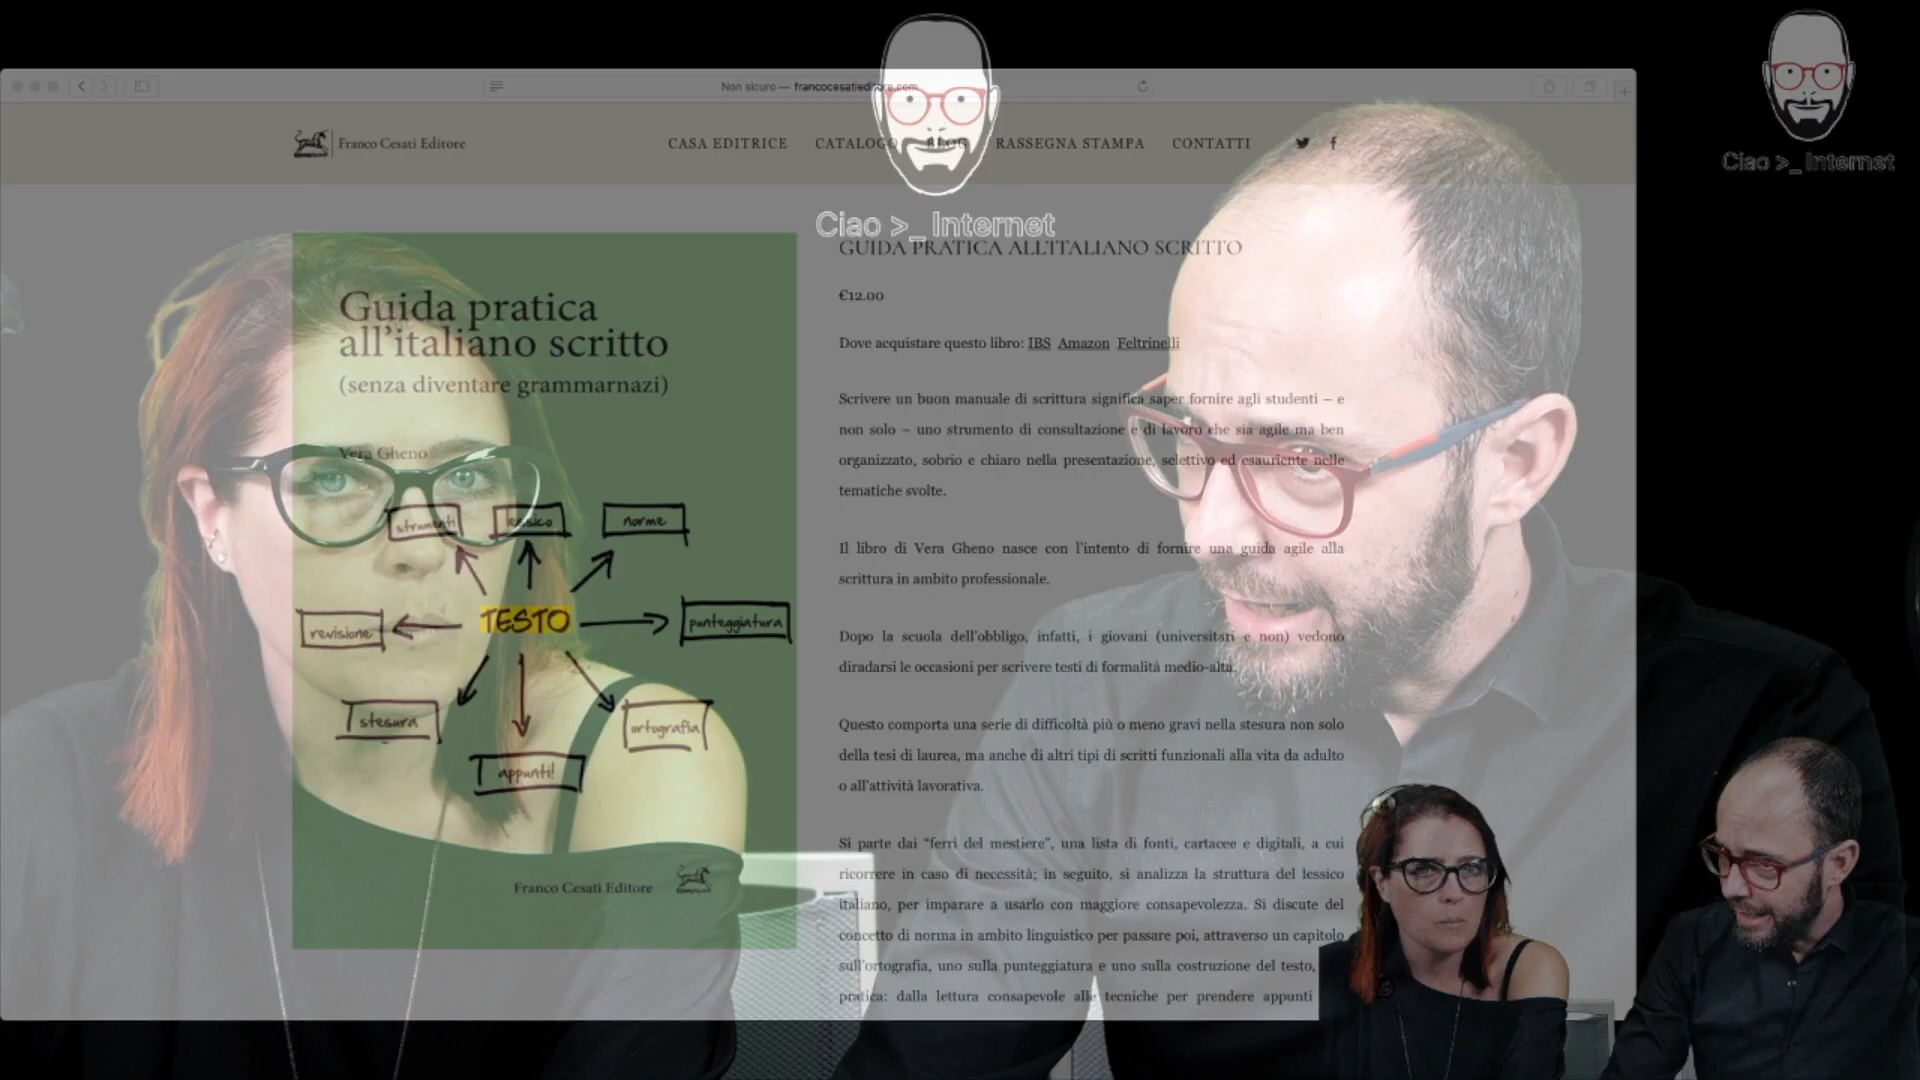 Non sicuro — francocesatieditore.com
Franco Cesati Editore
CASA EDITRICE CATALOGO BLOG RASSEGNA STAMPA CONTATTI
Ciao >_ Internet
Ciao >_ Internet
Guida pratica
all'italiano scritto
(senza diventare grammarnazi)
Vera Gheno
strumenti lessico norme
revisione TESTO punteggiatura
stesura ortografia
appunti!
Franco Cesati Editore
GUIDA PRATICA ALL'ITALIANO SCRITTO
€12.00
Dove acquistare questo libro: IBS Amazon Feltrinelli
Scrivere un buon manuale di scrittura significa saper fornire agli studenti – e
non solo – uno strumento di consultazione e di lavoro che sia agile ma ben
organizzato, sobrio e chiaro nella presentazione, selettivo ed esauriente nelle
tematiche svolte.
Il libro di Vera Gheno nasce con l'intento di fornire una guida agile alla
scrittura in ambito professionale.
Dopo la scuola dell'obbligo, infatti, i giovani (universitari e non) vedono
diradarsi le occasioni per scrivere testi di formalità medio-alta.
Questo comporta una serie di difficoltà più o meno gravi nella stesura non solo
della tesi di laurea, ma anche di altri tipi di scritti funzionali alla vita da adulto
o all'attività lavorativa.
Si parte dai "ferri del mestiere", una lista di fonti, cartacee e digitali, a cui
ricorrere in caso di necessità; in seguito, si analizza la struttura del lessico
italiano, per imparare a usarlo con maggiore consapevolezza. Si discute del
concetto di norma in ambito linguistico per passare poi, attraverso un capitolo
sull'ortografia, uno sulla punteggiatura e uno sulla costruzione del testo,
pratica: dalla lettura consapevole alle tecniche per prendere appunti